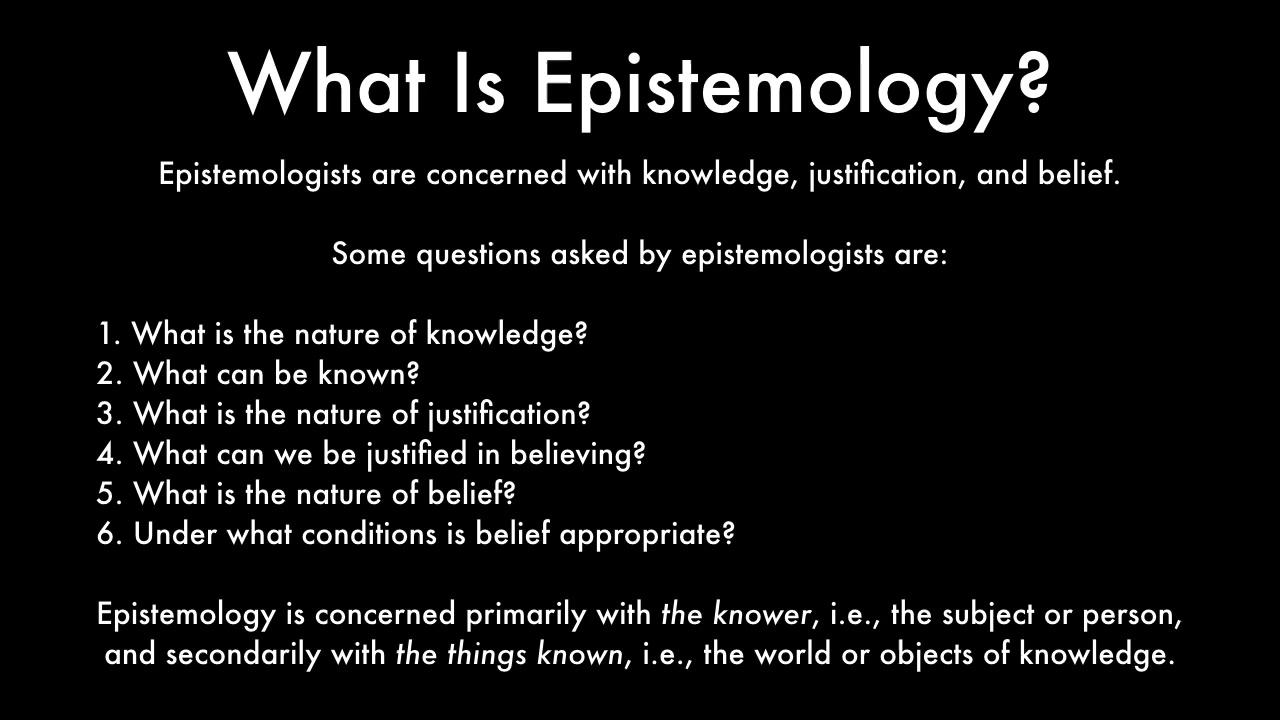 What Is Epistemology?
Epistemologists are concerned with knowledge, justification, and belief.
Some questions asked by epistemologists are:
1. What is the nature of knowledge?
2. What can be known?
3. What is the nature of justification?
4. What can we be justified in believing?
5. What is the nature of belief?
6. Under what conditions is belief appropriate?
Epistemology is concerned primarily with the knower, i.e., the subject or person,
and secondarily with the things known, i.e., the world or objects of knowledge.